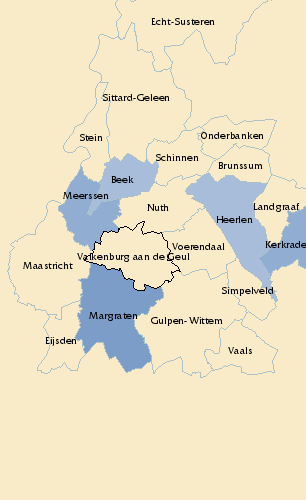 Echt-Susteren
Sittard-Geleen
Stein
Onderbanken
Schinnen
Brunssum
Beek
Meerssen
Nuth
Landgraaf
Heerlen
Voerendaal
Kerkrade
Valkenburg aan de Geul
Maastricht
Simpelveld
Margraten
Gulpen- Wittem
Eijsden
Vaals